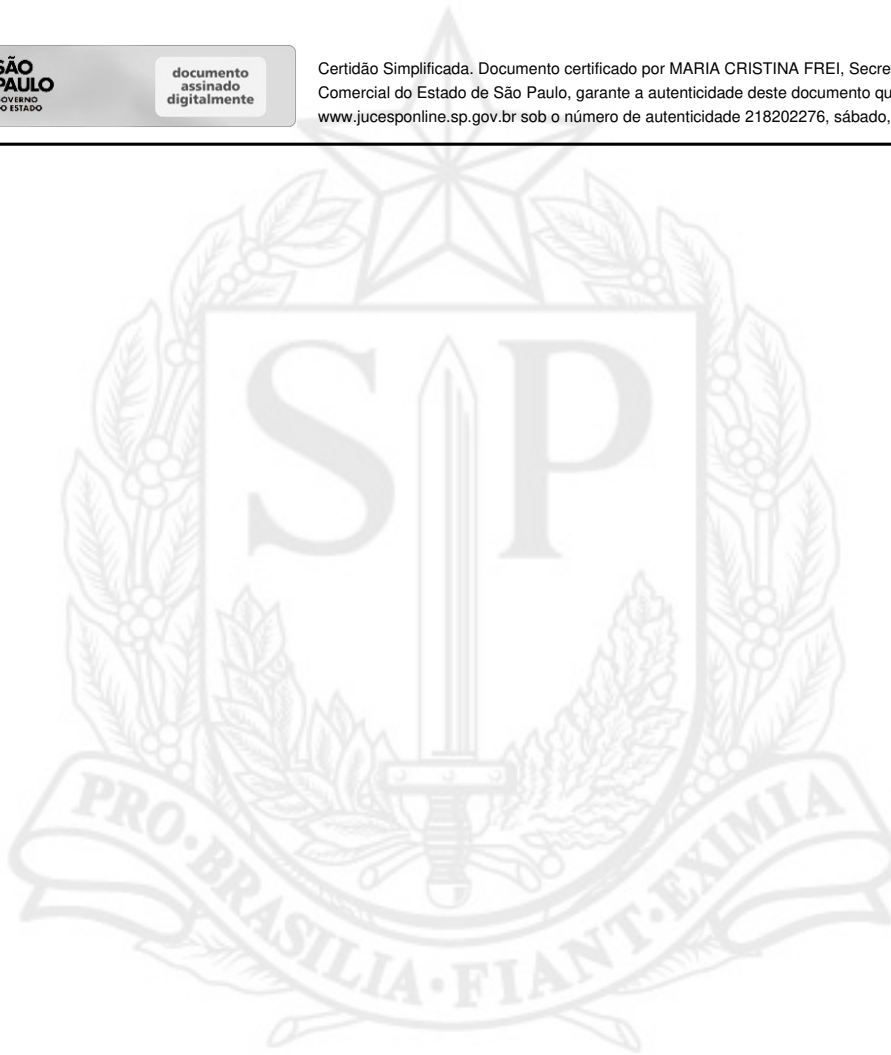 SÃO
PAULO
GOVERNO
DO ESTADO
documento
assinado
digitalmente
Certidão Simplificada. Documento certificado por MARIA CRISTINA FREI, Secre
Comercial do Estado de São Paulo, garante a autenticidade deste documento qu
www.jucesponline.sp.gov.br sob o número de autenticidade 218202276, sábado,
S P
PRO·BRASILIA·FIANT·EXIMIA